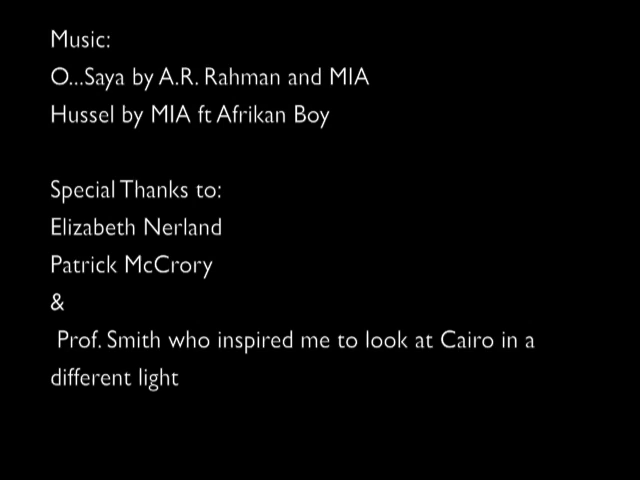 Music:
O...Saya by A.R. Rahman and MIA
Hussel by MIA ft Afrikan Boy
Special Thanks to:
Elizabeth Nerland
Patrick McCrory
&
Prof. Smith who inspired me to look at Cairo in a
different light